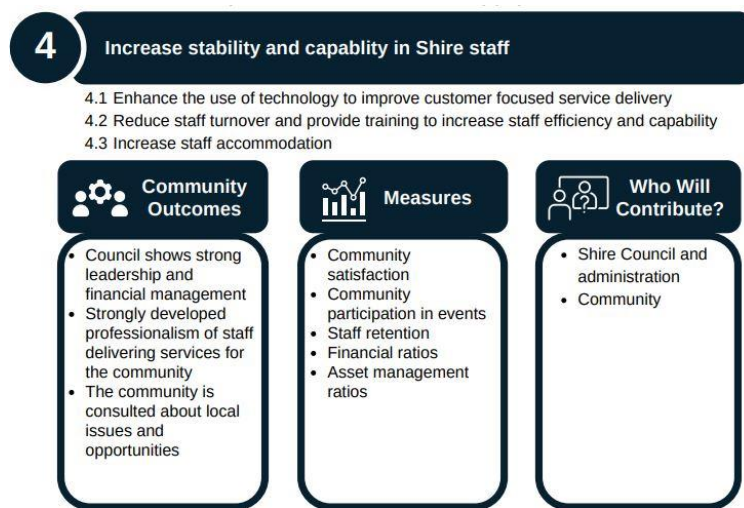 4
Increase stability and capablity in Shire staff
4.1 Enhance the use of technology to improve customer focused service delivery
4.2 Reduce staff turnover and provide training to increase staff efficiency and capability
4.3 Increase staff accommodation
Community
Outcomes
• Council shows strong
leadership and
financial management
• Strongly developed
professionalism of staff
delivering services for
the community
• The community is
consulted about local
issues and
opportunities
Measures
• Community
satisfaction
• Community
participation in events
• Staff retention
• Financial ratios
• Asset management
ratios
?
Who Will
Contribute?
• Shire Council and
administration
• Community